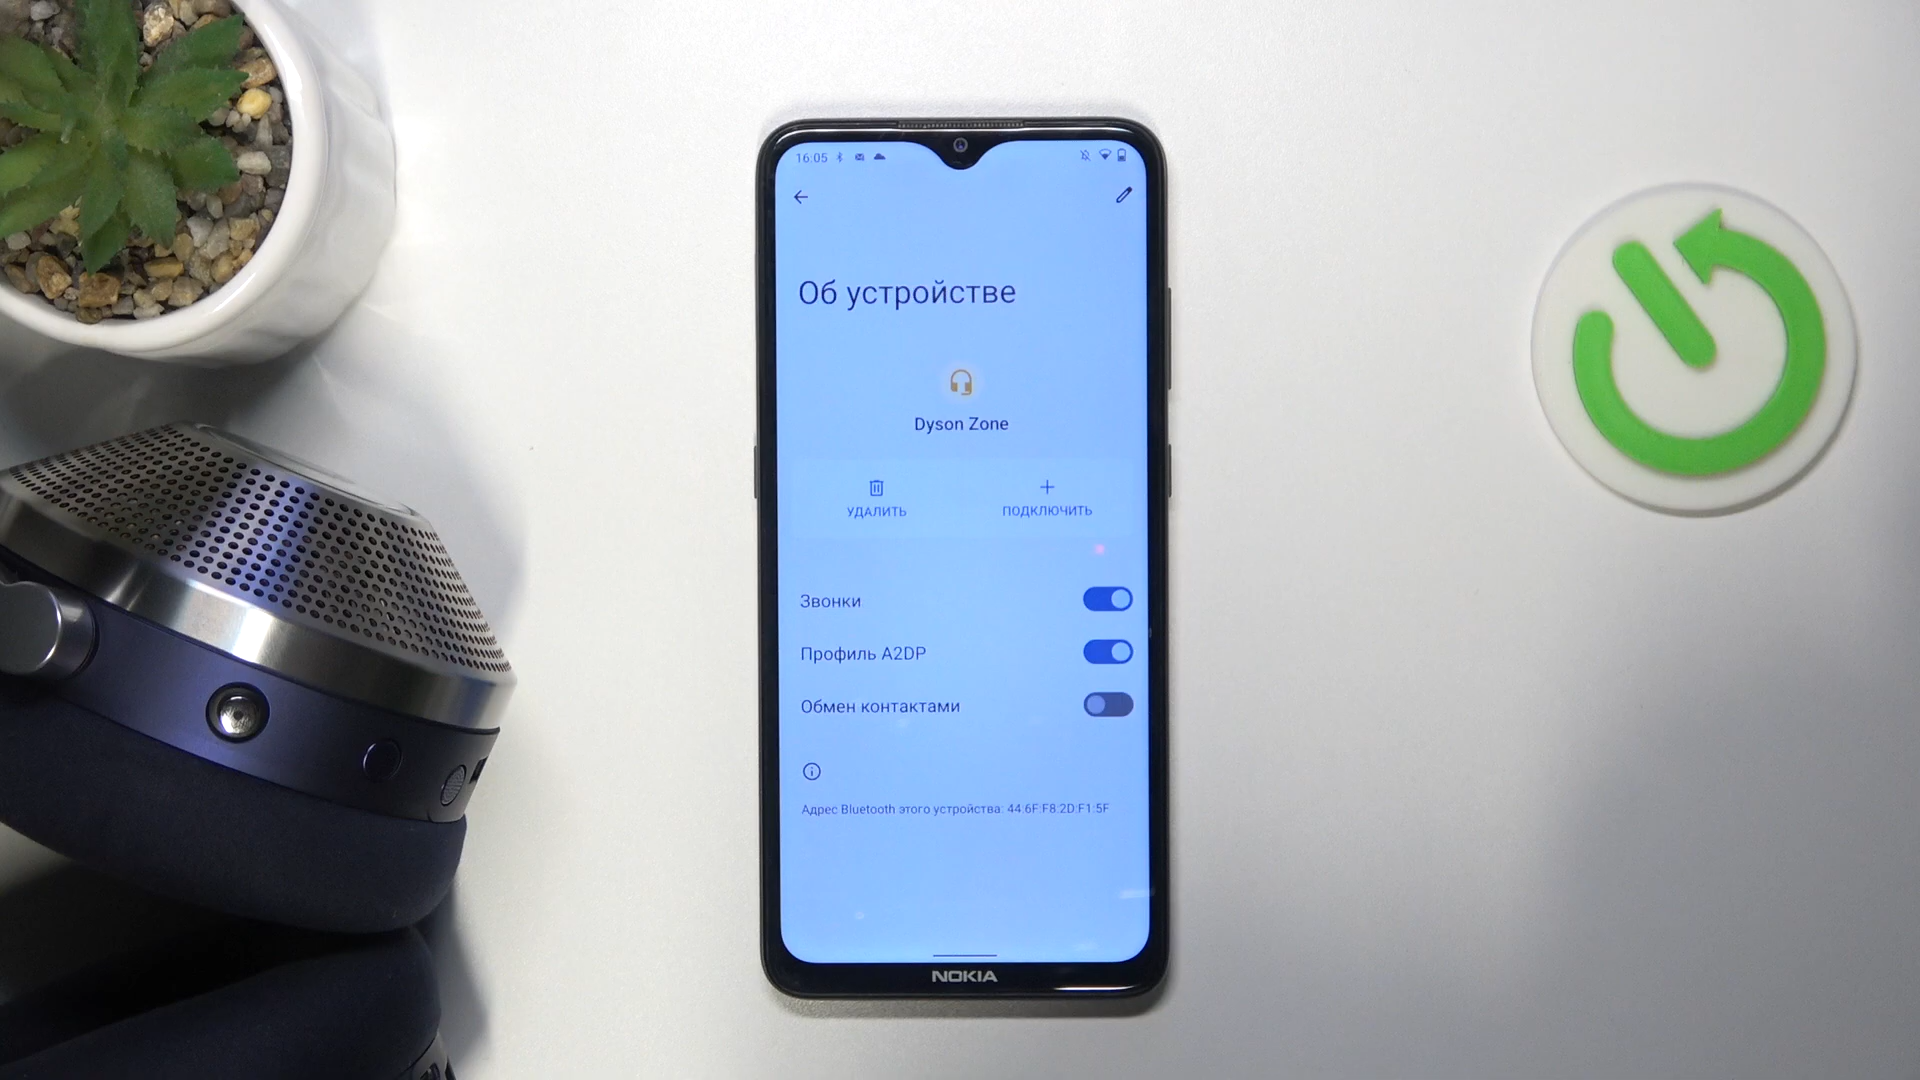 16:05
Об устройстве
Dyson Zone
УДАЛИТЬ
ПОДКЛЮЧИТЬ
Звонки
Профиль A2DP
Обмен контактами
Адрес Bluetooth этого устройства: 44:6F:F8:2D:F1:5F
NOKIA